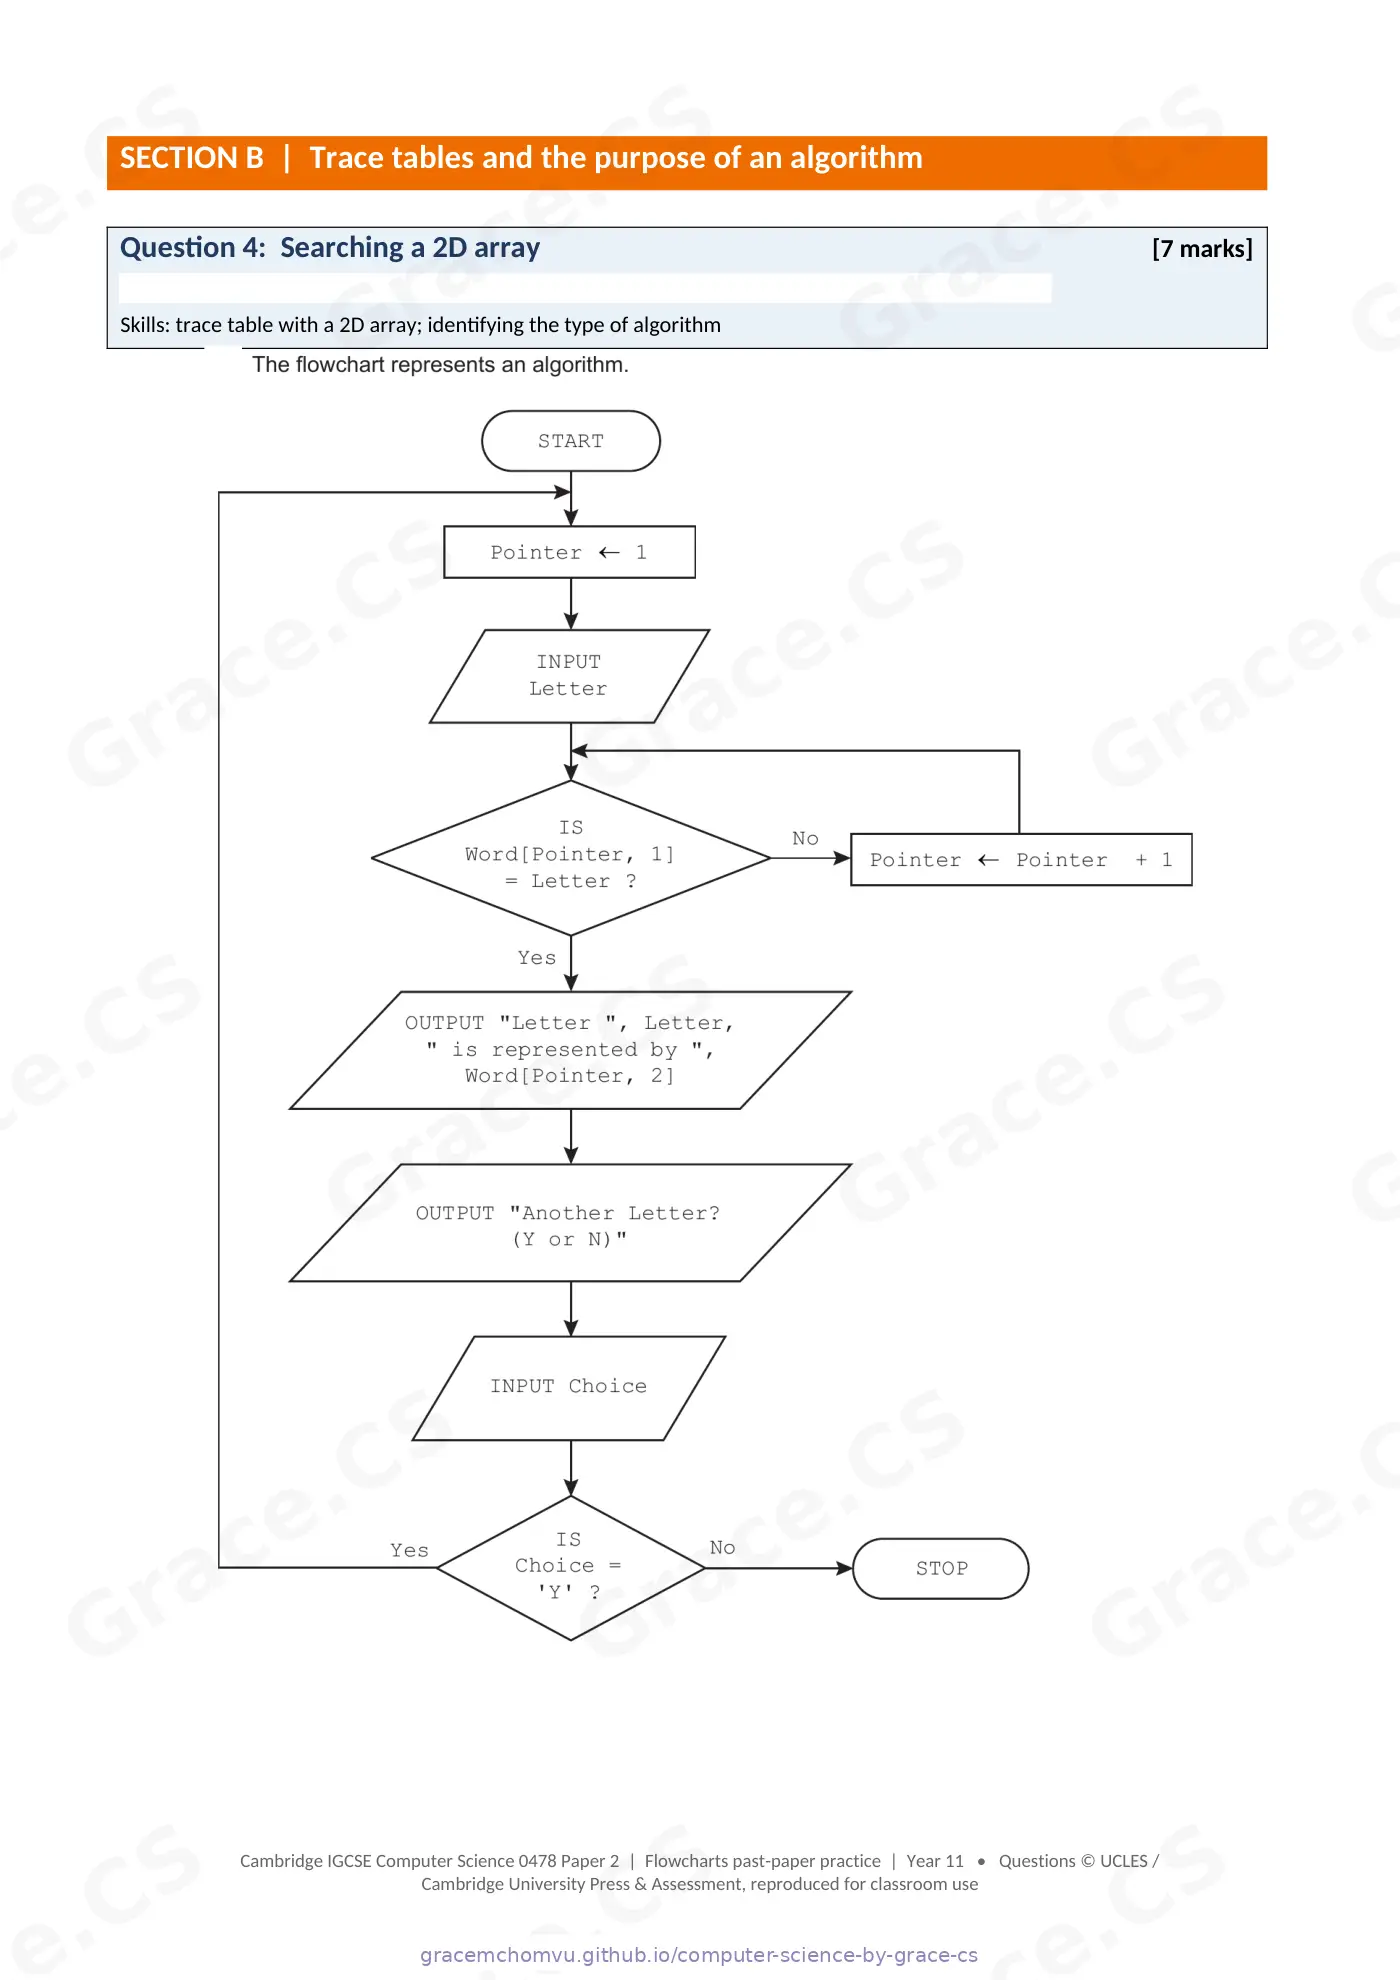 SECTION B | Trace tables and the purpose of an algorithm
Question 4: Searching a 2D array [7 marks]
Skills: trace table with a 2D array; identifying the type of algorithm
The flowchart represents an algorithm.
START
Pointer ← 1
INPUT
Letter
IS
Word[Pointer, 1]
= Letter ?
No
Pointer ← Pointer + 1
Yes
OUTPUT "Letter ", Letter,
" is represented by ",
Word[Pointer, 2]
OUTPUT "Another Letter?
(Y or N)"
INPUT Choice
IS
Choice =
'Y' ?
Yes
No
STOP
Cambridge IGCSE Computer Science 0478 Paper 2 | Flowcharts past-paper practice | Year 11 • Questions © UCLES /
Cambridge University Press & Assessment, reproduced for classroom use
gracemchomvu.github.io/computer-science-by-grace-cs
Grace.CS